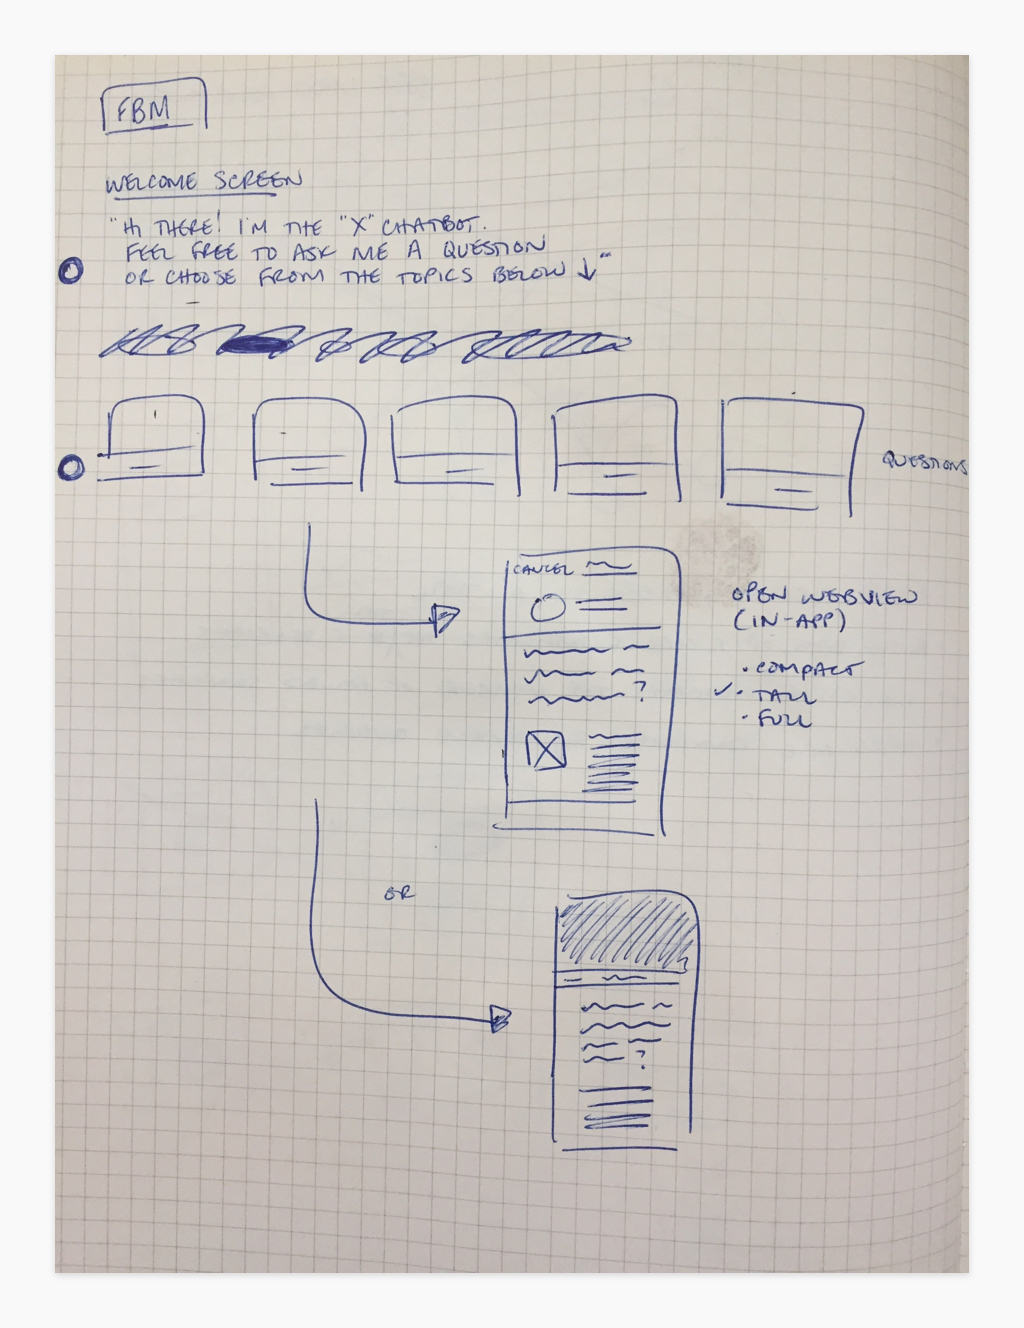 FBM
WELCOME SCREEN
"HI THERE! I'M THE "X" CHATBOT.
FEEL FREE TO ASK ME A QUESTION
OR CHOOSE FROM THE TOPICS BELOW ↓"
QUESTIONS
CANCEL
?
OPEN WEBVIEW
(IN-APP)
· COMPACT
✓ · TALL
· FULL
OR
?